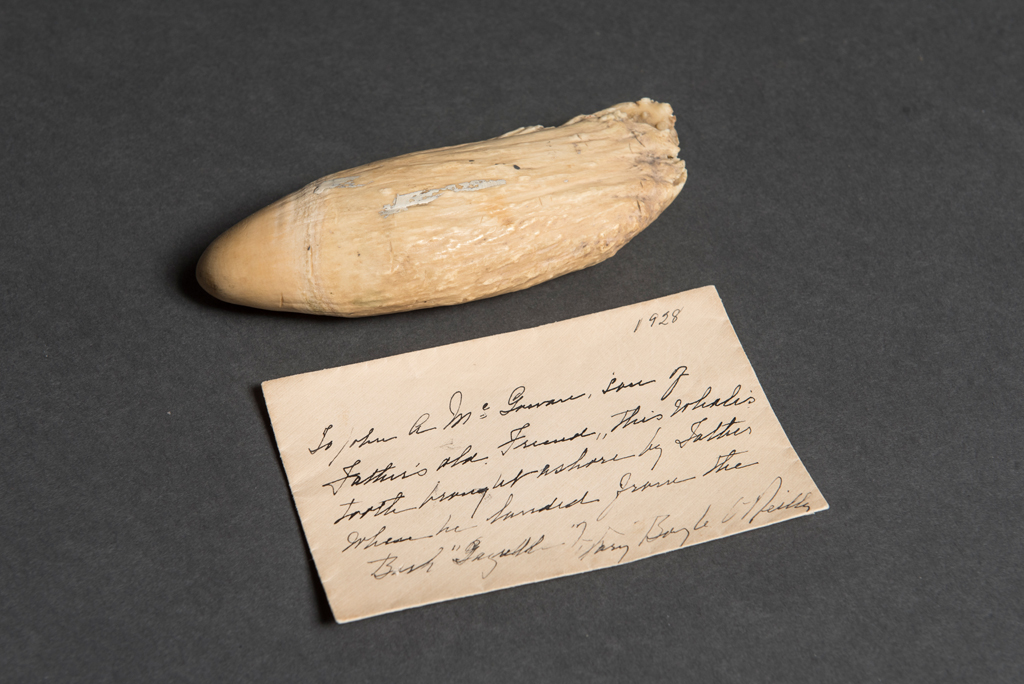 1928
To John A McGowan, son of
Father's old Friend,, this whale's
tooth brought ashore by Father
when he landed from the
Bark "Gazelle" Mary Boyle O'Reilly